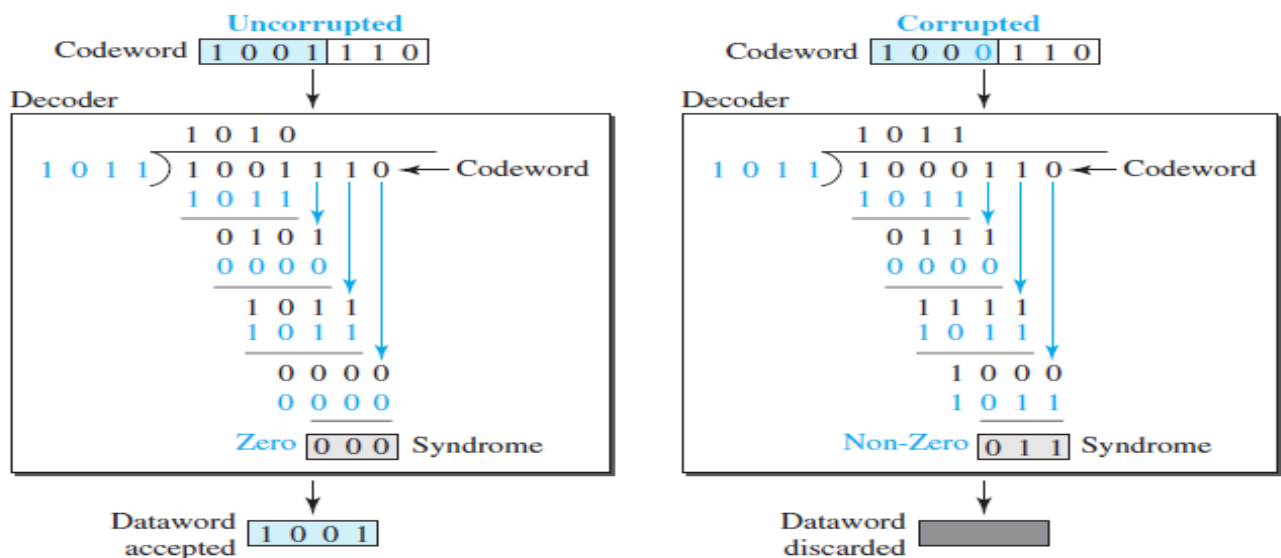 Uncorrupted
Codeword 1 0 0 1 1 1 0
Decoder
1 0 1 0
1 0 1 1 ) 1 0 0 1 1 1 0 Codeword
1 0 1 1
0 1 0 1
0 0 0 0
1 0 1 1
1 0 1 1
0 0 0 0
0 0 0 0
Zero 0 0 0 Syndrome
Dataword
accepted 1 0 0 1
Corrupted
Codeword 1 0 0 0 1 1 0
Decoder
1 0 1 1
1 0 1 1 ) 1 0 0 0 1 1 0 Codeword
1 0 1 1
0 1 1 1
0 0 0 0
1 1 1 1
1 0 1 1
1 0 0 0
1 0 1 1
Non-Zero 0 1 1 Syndrome
Dataword
discarded